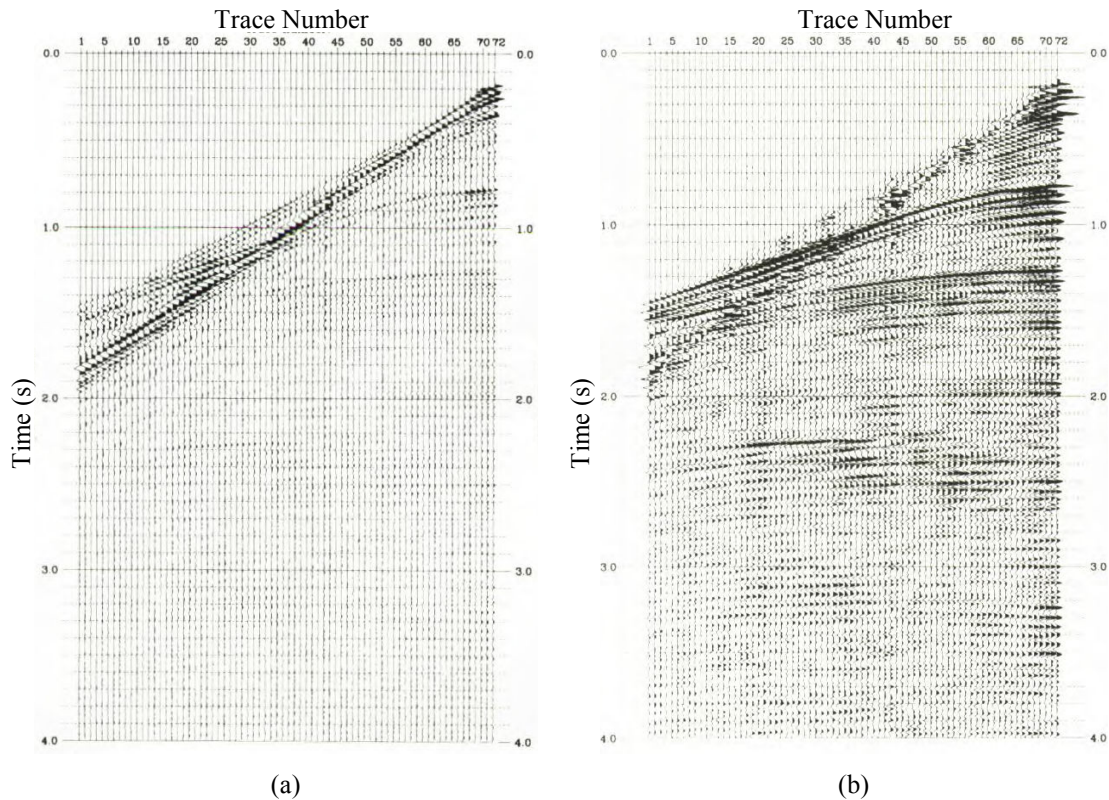 Trace Number Trace Number
1 5 10 15 20 25 30 35 40 45 50 55 60 65 70 72 1 5 10 15 20 25 30 35 40 45 50 55 60 65 70 72
0.0 0.0 0.0 0.0
1.0 1.0 1.0 1.0
Time (s) Time (s)
2.0 2.0 2.0 2.0
3.0 3.0 3.0 3.0
4.0 4.0 4.0 4.0
(a) (b)